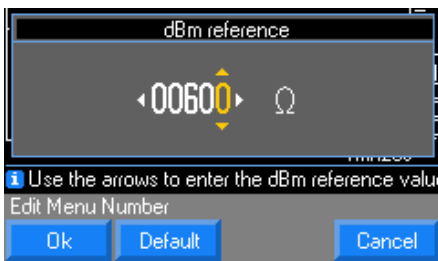 dBm reference
00600 Ω
i Use the arrows to enter the dBm reference valu
Edit Menu Number
Ok Default Cancel